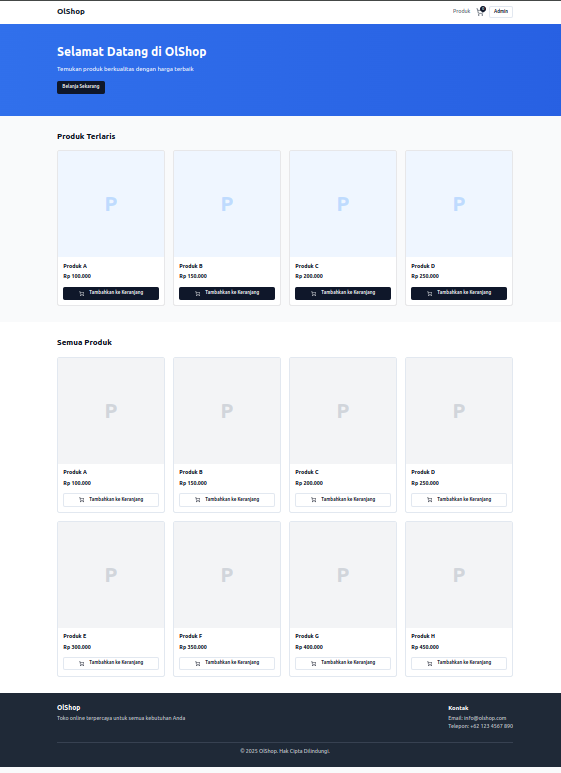 OlShop
Produk
0
Admin
Selamat Datang di OlShop
Temukan produk berkualitas dengan harga terbaik
Belanja Sekarang
Produk Terlaris
P P P P
Produk A Produk B Produk C Produk D
Rp 100.000 Rp 150.000 Rp 200.000 Rp 250.000
Tambahkan ke Keranjang Tambahkan ke Keranjang Tambahkan ke Keranjang Tambahkan ke Keranjang
Semua Produk
P P P P
Produk A Produk B Produk C Produk D
Rp 100.000 Rp 150.000 Rp 200.000 Rp 250.000
Tambahkan ke Keranjang Tambahkan ke Keranjang Tambahkan ke Keranjang Tambahkan ke Keranjang
P P P P
Produk E Produk F Produk G Produk H
Rp 300.000 Rp 350.000 Rp 400.000 Rp 450.000
Tambahkan ke Keranjang Tambahkan ke Keranjang Tambahkan ke Keranjang Tambahkan ke Keranjang
OlShop
Toko online terpercaya untuk semua kebutuhan Anda
Kontak
Email: info@olshop.com
Telepon: +62 123 4567 890
© 2025 OlShop. Hak Cipta Dilindungi.